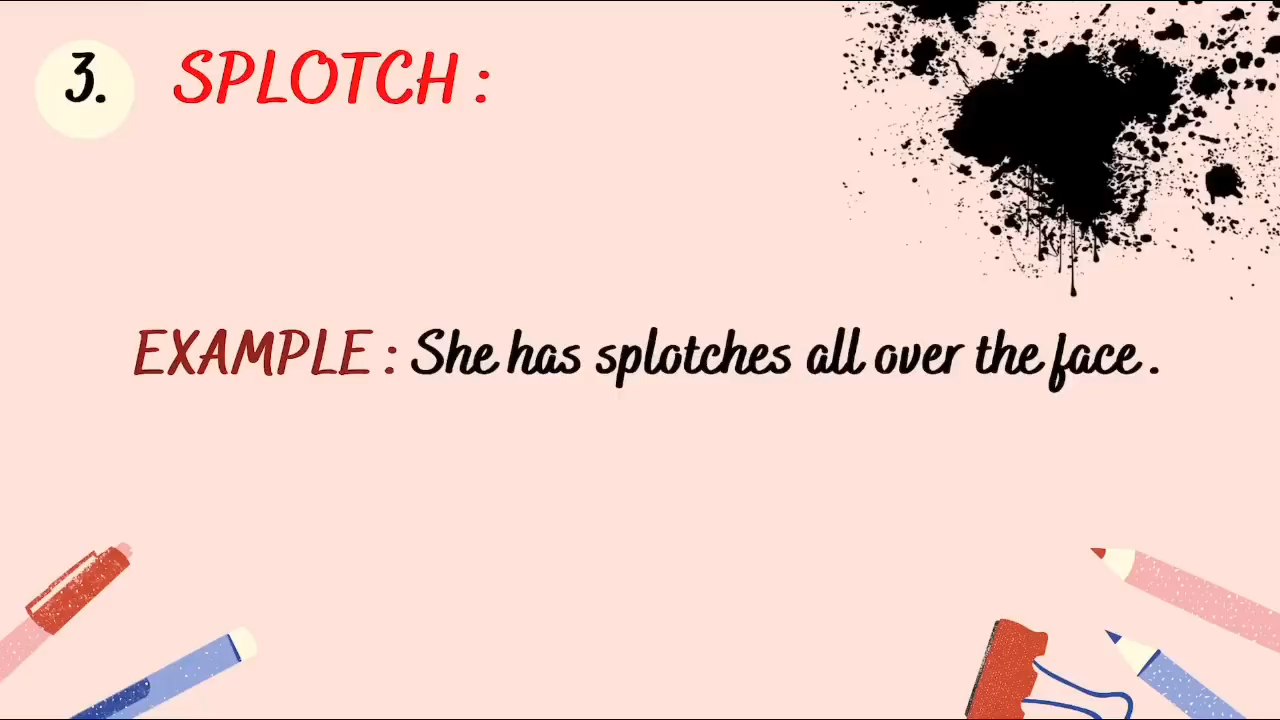 3. SPLOTCH :
EXAMPLE : She has splotches all over the face .